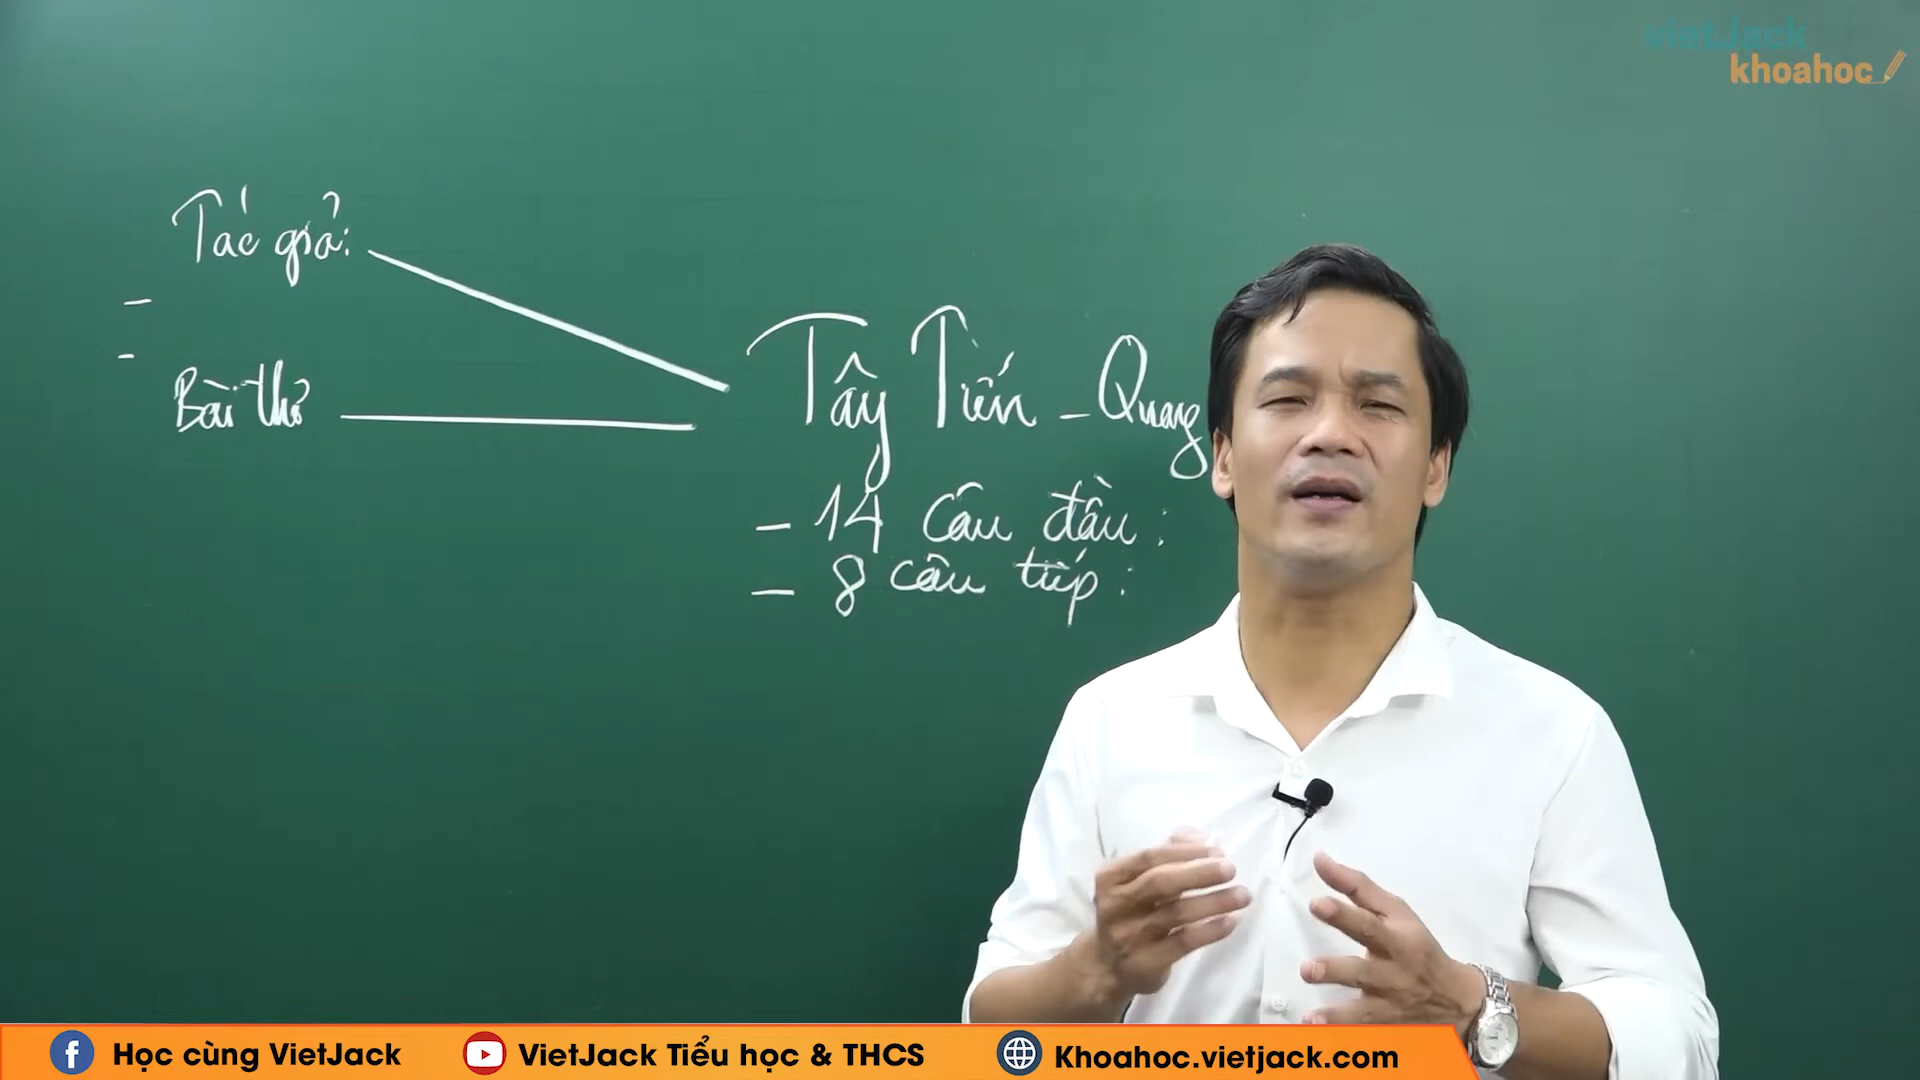 vietjack
khoahoc
Tác giả:
-
-
Bài thơ
Tây Tiến - Quang
- 14 câu đầu:
- 8 câu tiếp:
Học cùng VietJack
VietJack Tiểu học & THCS
Khoahoc.vietjack.com